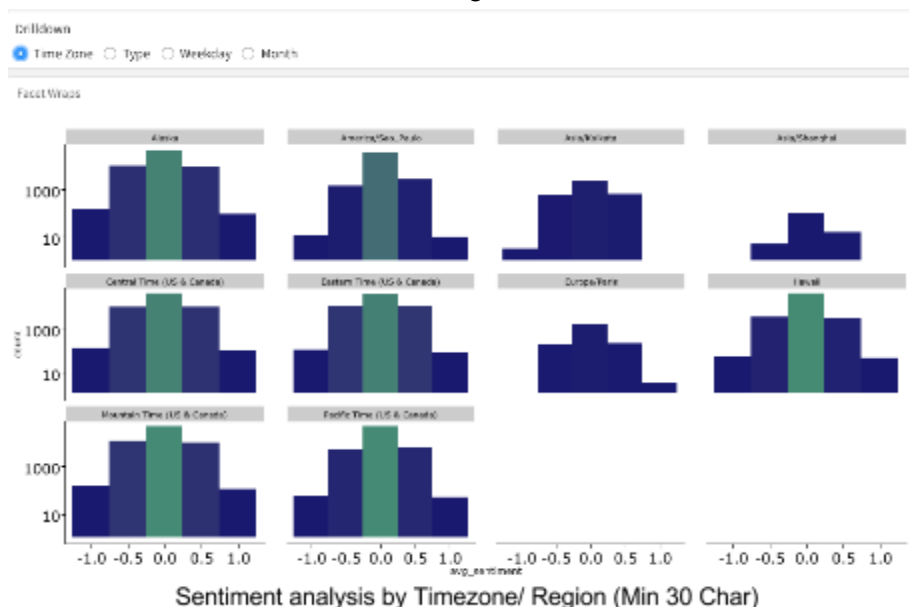 Drilldown
Time Zone Type Weekday Month
Facet Wraps
Alaska America/Sao_Paulo Asia/Kolkata Asia/Shanghai
1000
10
Central Time (US & Canada) Eastern Time (US & Canada) Europe/Paris Hawaii
1000
10
count
Mountain Time (US & Canada) Pacific Time (US & Canada)
1000
10
-1.0 -0.5 0.0 0.5 1.0 -1.0 -0.5 0.0 0.5 1.0 -1.0 -0.5 0.0 0.5 1.0 -1.0 -0.5 0.0 0.5 1.0
avg_sentiment
Sentiment analysis by Timezone/ Region (Min 30 Char)